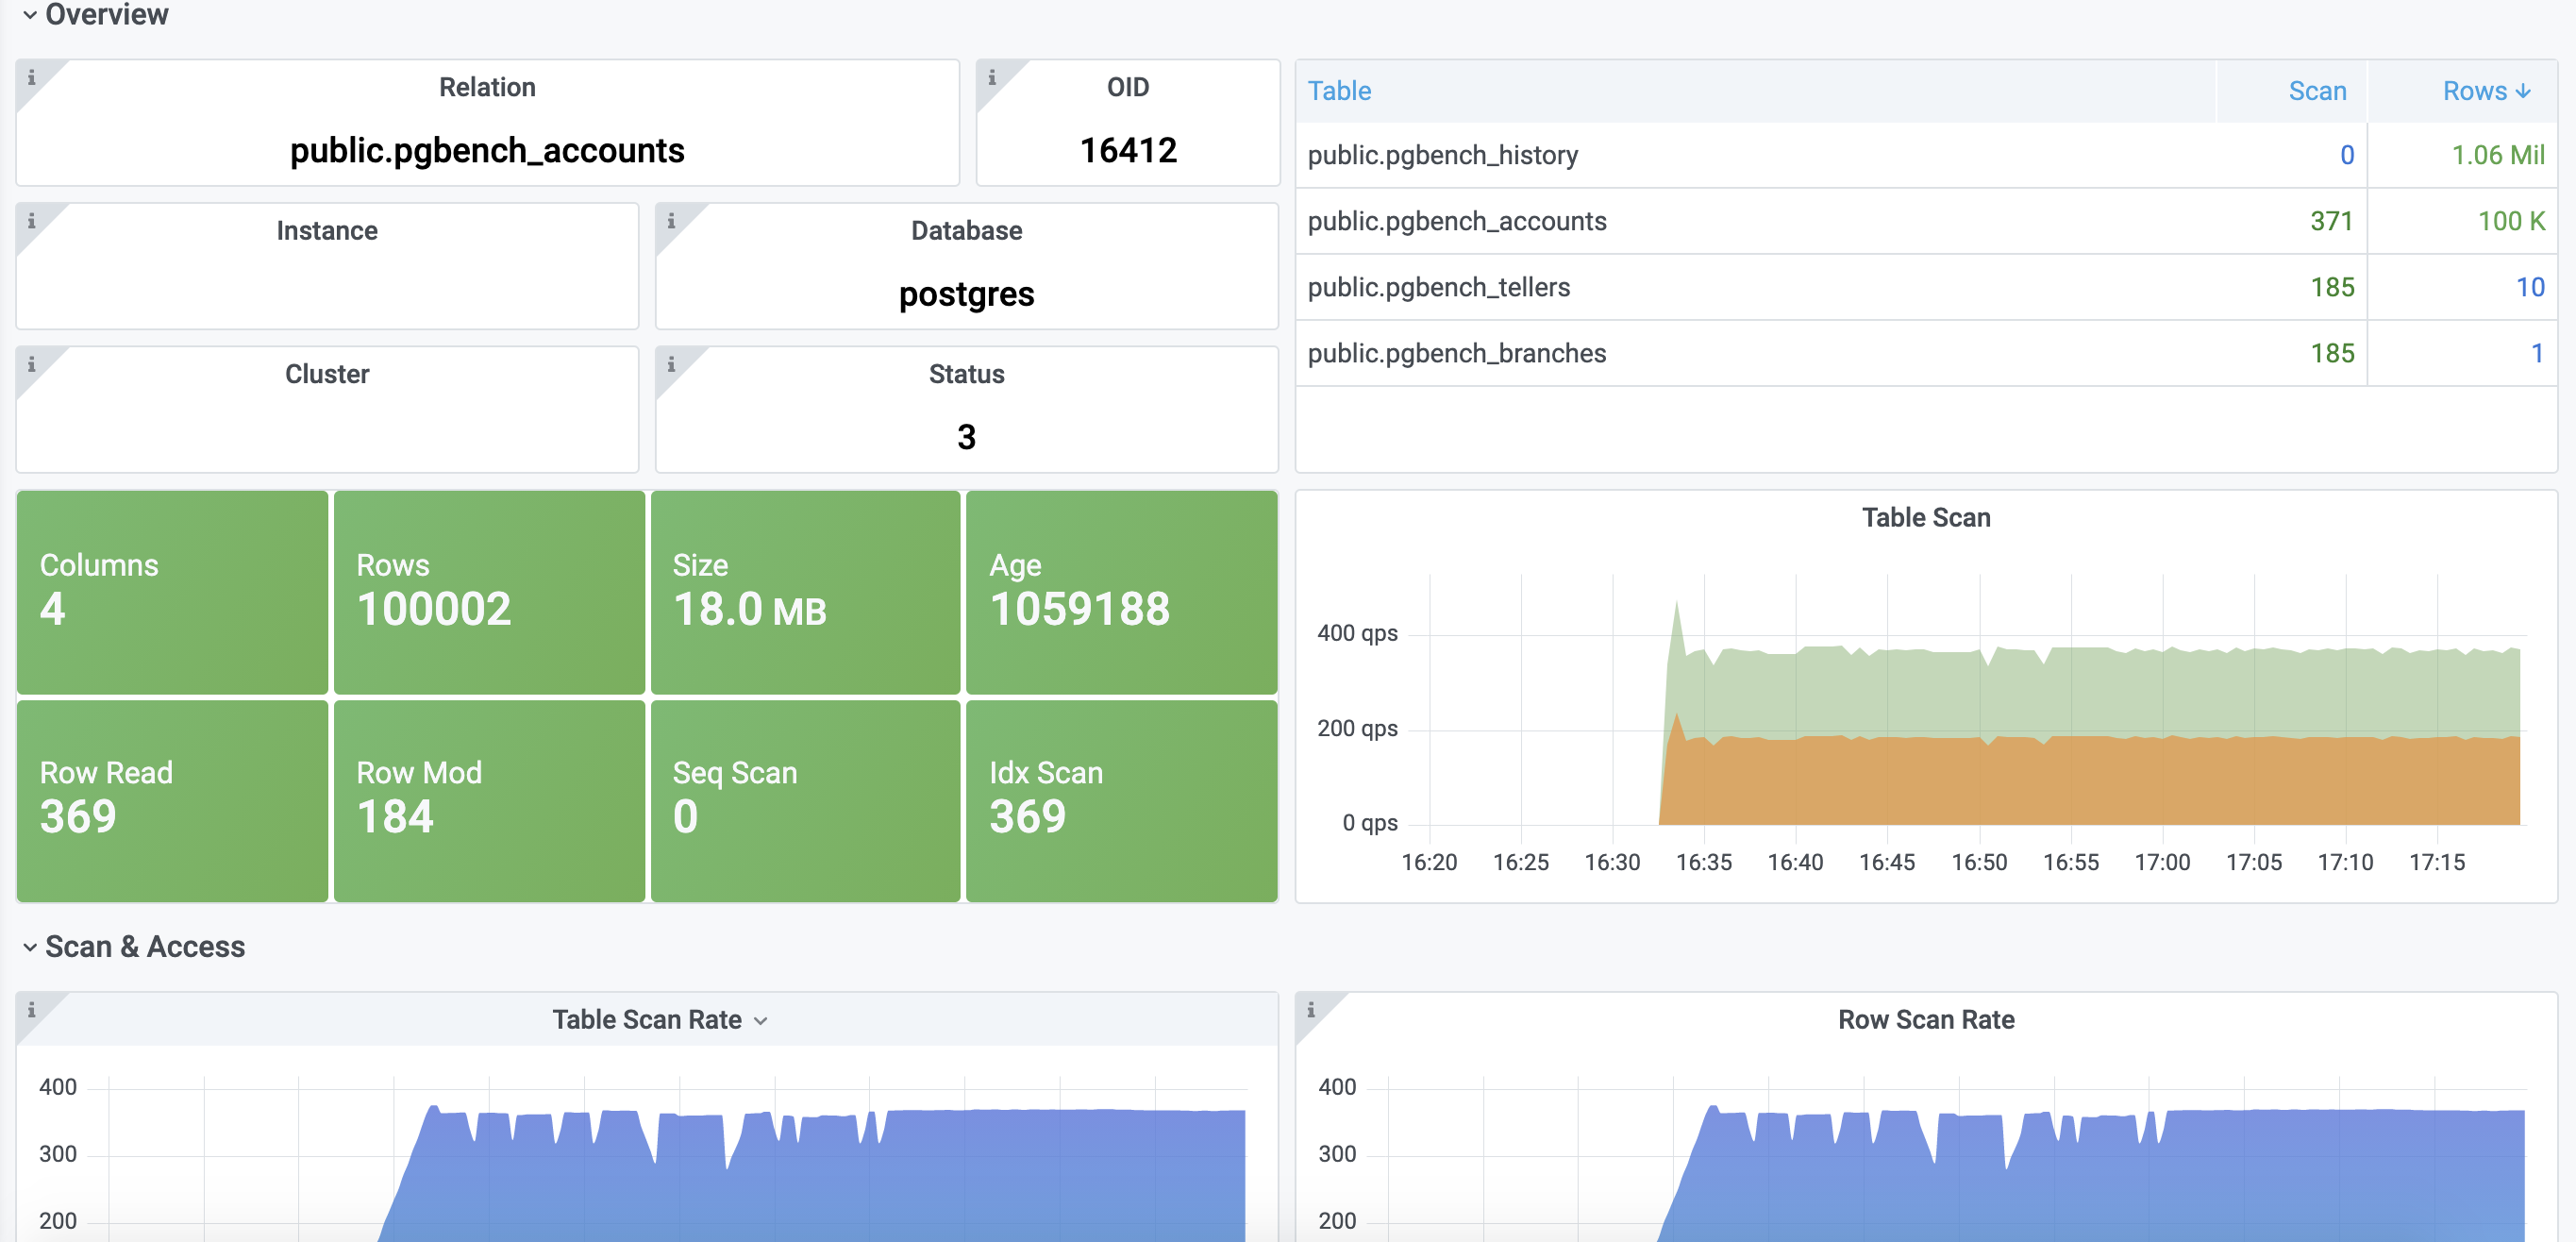 Overview
Relation
public.pgbench_accounts
OID
16412
Instance
Database
postgres
Cluster
Status
3
Table Scan Rows
public.pgbench_history 0 1.06 Mil
public.pgbench_accounts 371 100 K
public.pgbench_tellers 185 10
public.pgbench_branches 185 1
Columns
4
Rows
100002
Size
18.0 MB
Age
1059188
Row Read
369
Row Mod
184
Seq Scan
0
Idx Scan
369
Table Scan
400 qps
200 qps
0 qps
16:20 16:25 16:30 16:35 16:40 16:45 16:50 16:55 17:00 17:05 17:10 17:15
Scan & Access
Table Scan Rate
400
300
200
Row Scan Rate
400
300
200